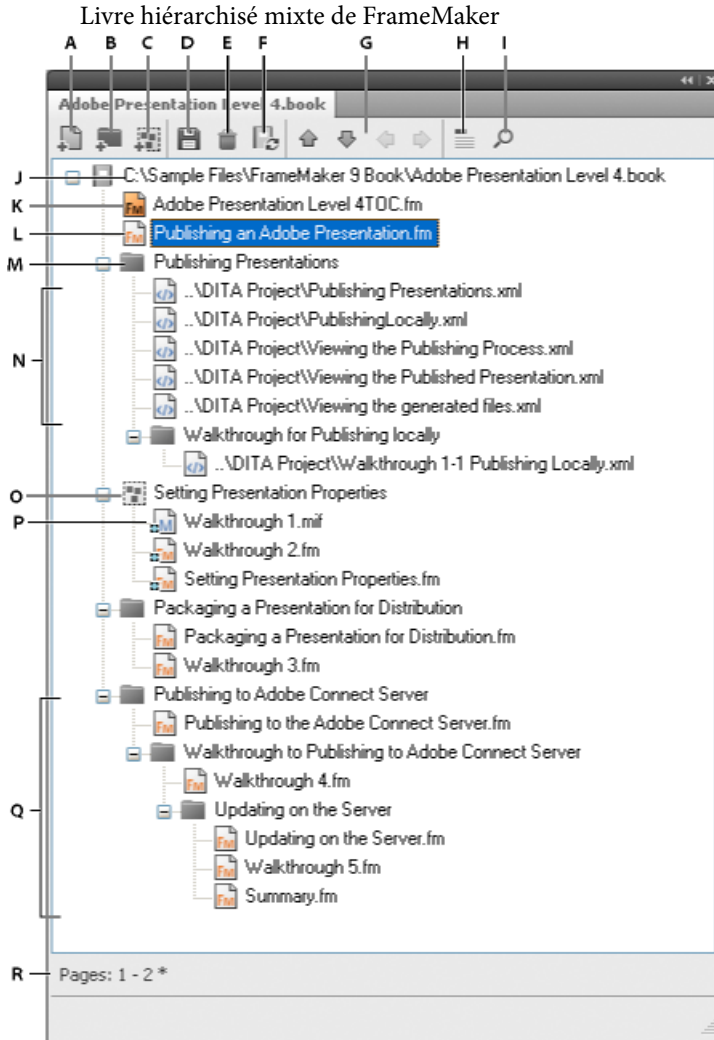 Livre hiérarchisé mixte de FrameMaker
A B C D E F G H I
Adobe Presentation Level 4.book
J C:\Sample Files\FrameMaker 9 Book\Adobe Presentation Level 4.book
K Adobe Presentation Level 4TOC.fm
L Publishing an Adobe Presentation.fm
M Publishing Presentations
..\DITA Project\Publishing Presentations.xml
..\DITA Project\PublishingLocally.xml
N ..\DITA Project\Viewing the Publishing Process.xml
..\DITA Project\Viewing the Published Presentation.xml
..\DITA Project\Viewing the generated files.xml
Walkthrough for Publishing locally
..\DITA Project\Walkthrough 1-1 Publishing Locally.xml
O Setting Presentation Properties
P Walkthrough 1.mif
Walkthrough 2.fm
Setting Presentation Properties.fm
Packaging a Presentation for Distribution
Packaging a Presentation for Distribution.fm
Walkthrough 3.fm
Publishing to Adobe Connect Server
Publishing to the Adobe Connect Server.fm
Walkthrough to Publishing to Adobe Connect Server
Walkthrough 4.fm
Q Updating on the Server
Updating on the Server.fm
Walkthrough 5.fm
Summary.fm
R Pages: 1 - 2 *